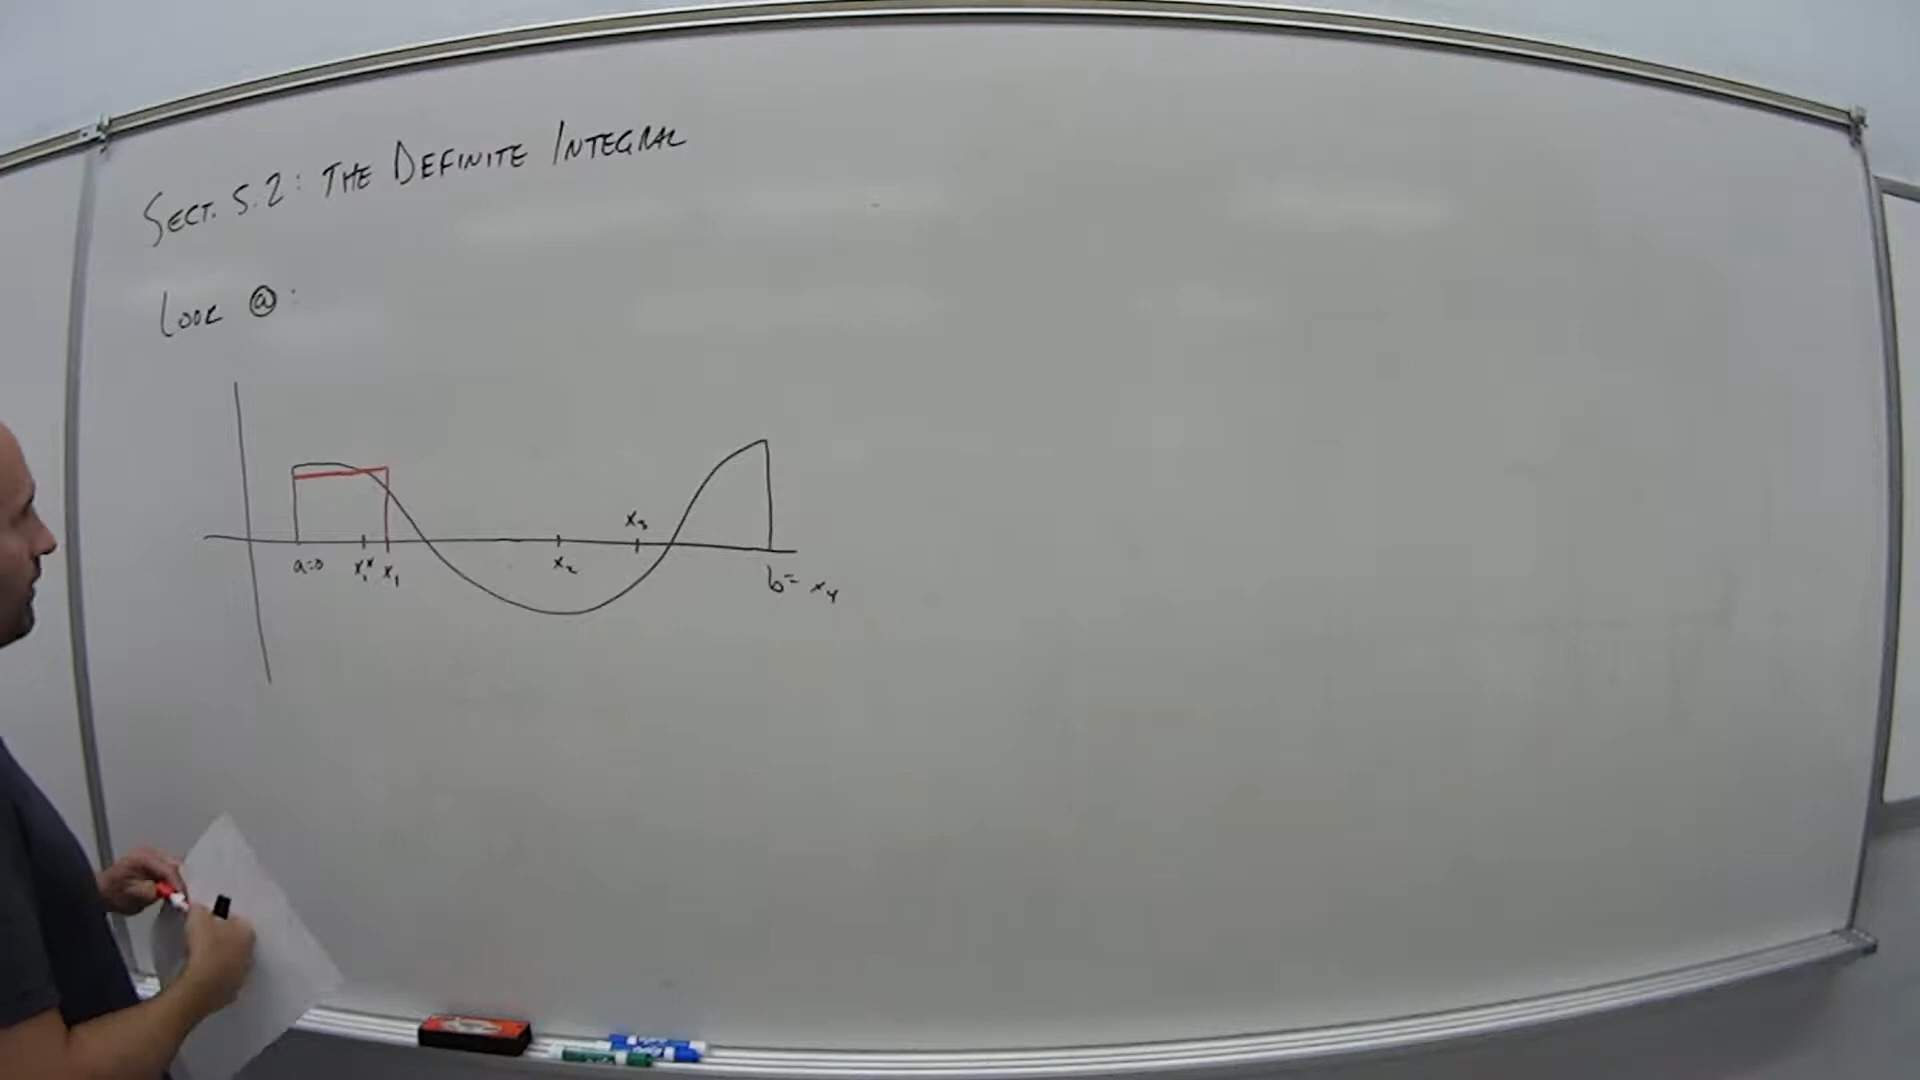 SECT. 5.2: THE DEFINITE INTEGRAL
LOOK @:
x₃
a=0 x₁* x₁ x₂ b= x₄